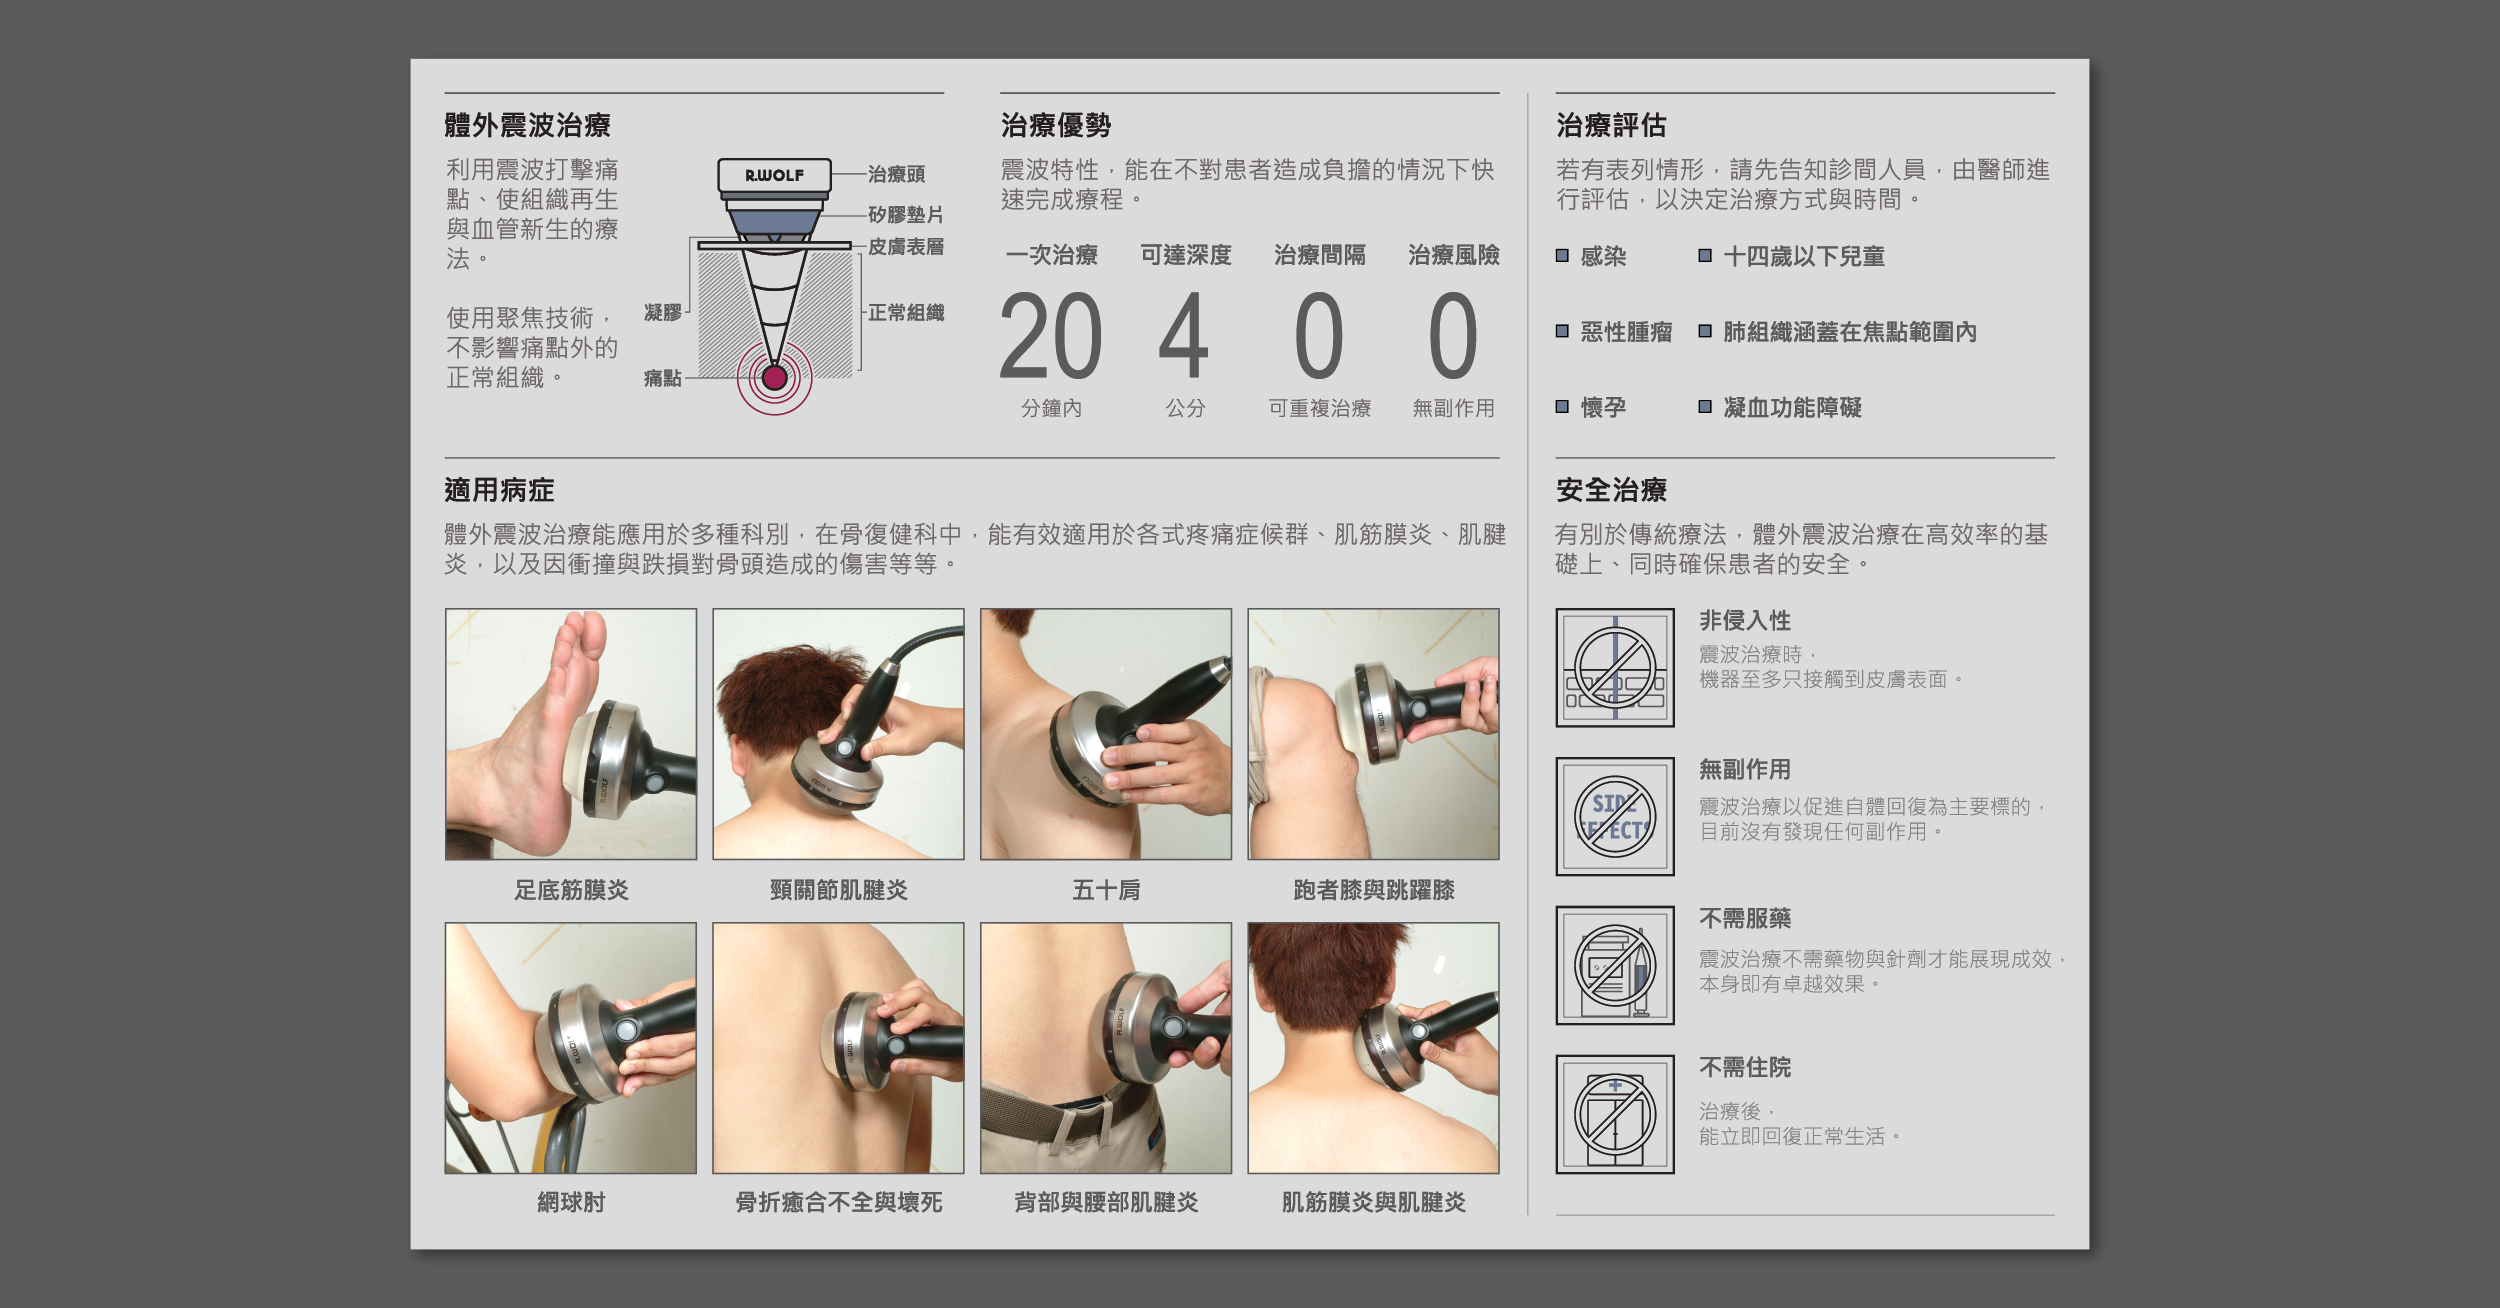 體外震波治療
利用震波打擊痛
點、使組織再生
與血管新生的療
法。
使用聚焦技術，
不影響痛點外的
正常組織。
R.WOLF
治療頭
矽膠墊片
皮膚表層
正常組織
凝膠
痛點
治療優勢
震波特性，能在不對患者造成負擔的情況下快
速完成療程。
一次治療
20
分鐘內
可達深度
4
公分
治療間隔
0
可重複治療
治療風險
0
無副作用
治療評估
若有表列情形，請先告知診間人員，由醫師進
行評估，以決定治療方式與時間。
感染
十四歲以下兒童
惡性腫瘤
肺組織涵蓋在焦點範圍內
懷孕
凝血功能障礙
適用病症
體外震波治療能應用於多種科別，在骨復健科中，能有效適用於各式疼痛症候群、肌筋膜炎、肌腱
炎，以及因衝撞與跌損對骨頭造成的傷害等等。
R.WOLF
R.WOLF
R.WOLF
R.WOLF
足底筋膜炎
頸關節肌腱炎
五十肩
跑者膝與跳躍膝
R.WOLF
R.WOLF
R.WOLF
R.WOLF
網球肘
骨折癒合不全與壞死
背部與腰部肌腱炎
肌筋膜炎與肌腱炎
安全治療
有別於傳統療法，體外震波治療在高效率的基
礎上、同時確保患者的安全。
非侵入性
震波治療時，
機器至多只接觸到皮膚表面。
SIDE
EFFECTS
無副作用
震波治療以促進自體回復為主要標的，
目前沒有發現任何副作用。
不需服藥
震波治療不需藥物與針劑才能展現成效，
本身即有卓越效果。
不需住院
治療後，
能立即回復正常生活。